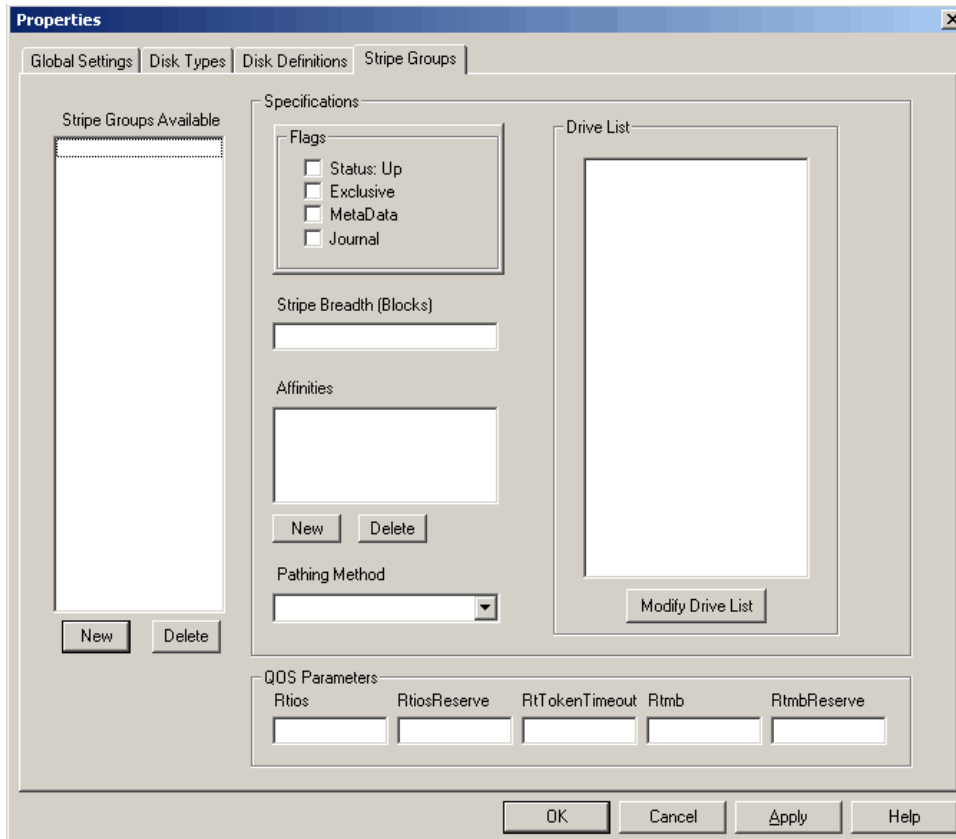 Properties
Global Settings
Disk Types
Disk Definitions
Stripe Groups
Stripe Groups Available
New
Delete
Specifications
Flags
Status: Up
Exclusive
MetaData
Journal
Stripe Breadth (Blocks)
Affinities
New
Delete
Pathing Method
Drive List
Modify Drive List
QOS Parameters
Rtios
RtiosReserve
RtTokenTimeout
Rtmb
RtmbReserve
OK
Cancel
Apply
Help